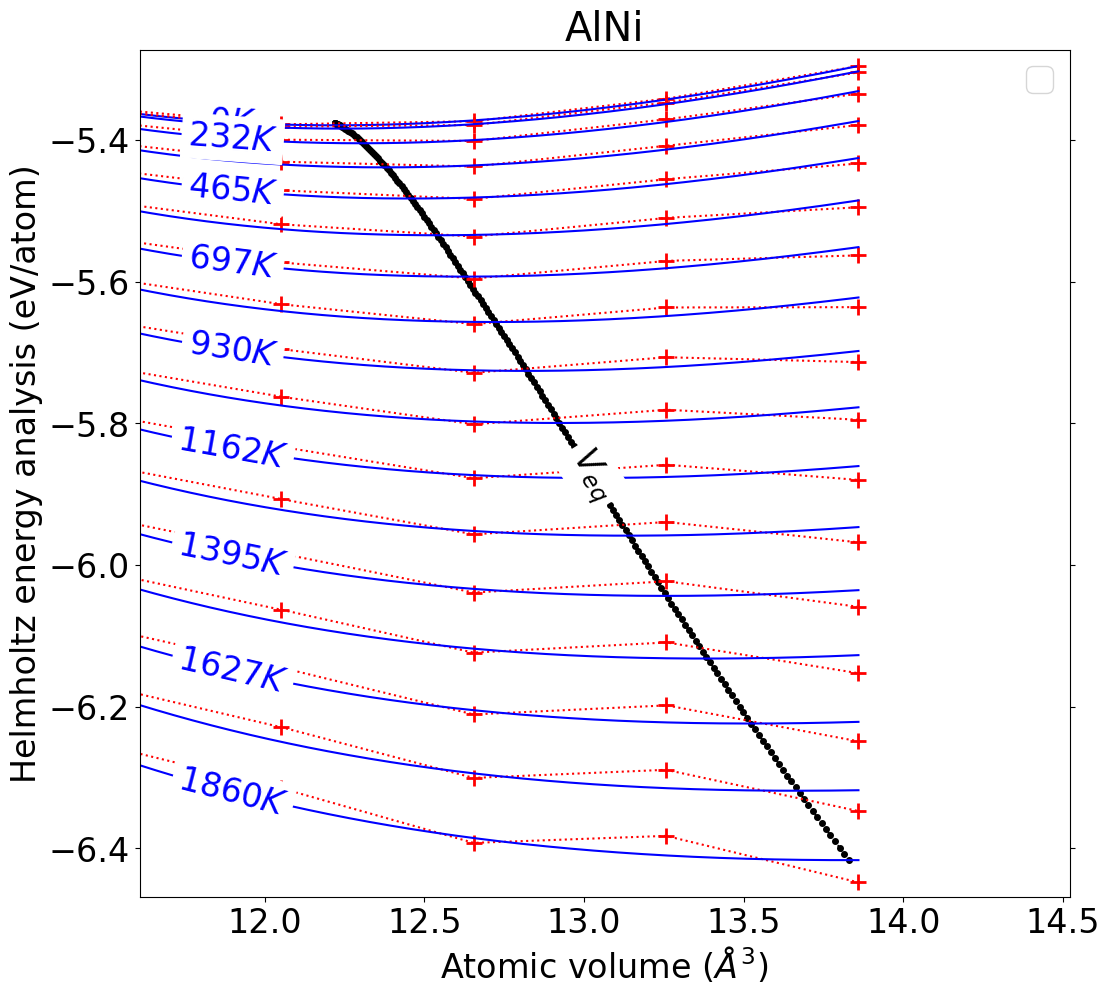 AlNi
Helmholtz energy analysis (eV/atom)
−5.4
−5.6
−5.8
−6.0
−6.2
−6.4
0K
232K
465K
697K
930K
1162K
1395K
1627K
1860K
V_eq
12.0 12.5 13.0 13.5 14.0 14.5
Atomic volume (Å³)